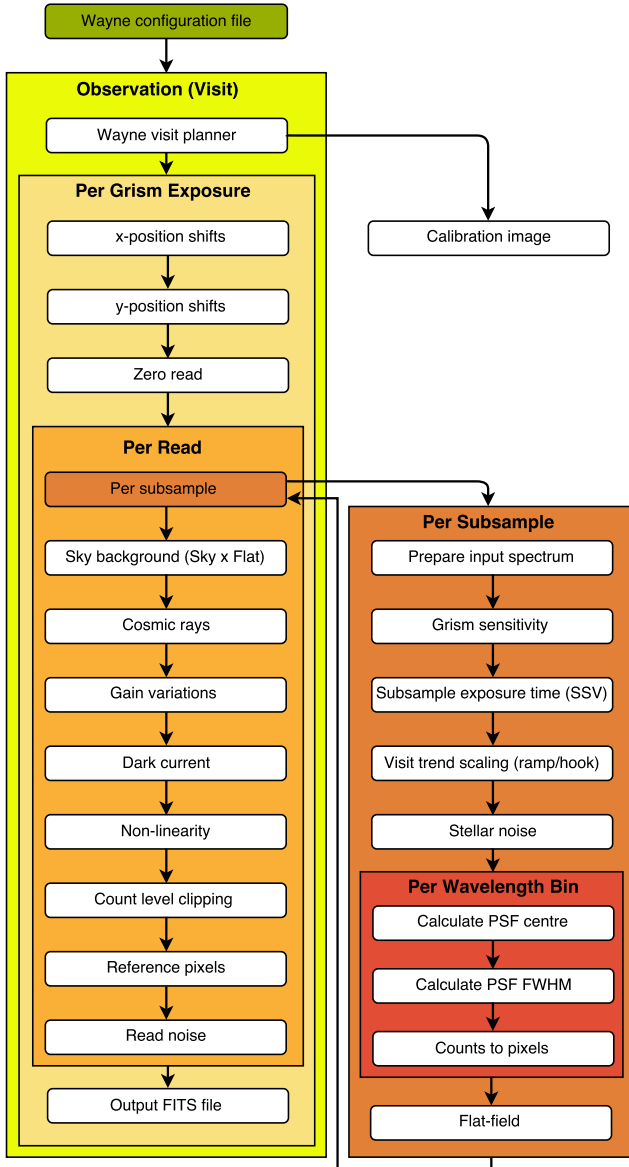 Wayne configuration file
Observation (Visit)
Wayne visit planner
Per Grism Exposure
x-position shifts
Calibration image
y-position shifts
Zero read
Per Read
Per subsample
Sky background (Sky x Flat)
Cosmic rays
Gain variations
Dark current
Non-linearity
Count level clipping
Reference pixels
Read noise
Output FITS file
Per Subsample
Prepare input spectrum
Grism sensitivity
Subsample exposure time (SSV)
Visit trend scaling (ramp/hook)
Stellar noise
Per Wavelength Bin
Calculate PSF centre
Calculate PSF FWHM
Counts to pixels
Flat-field